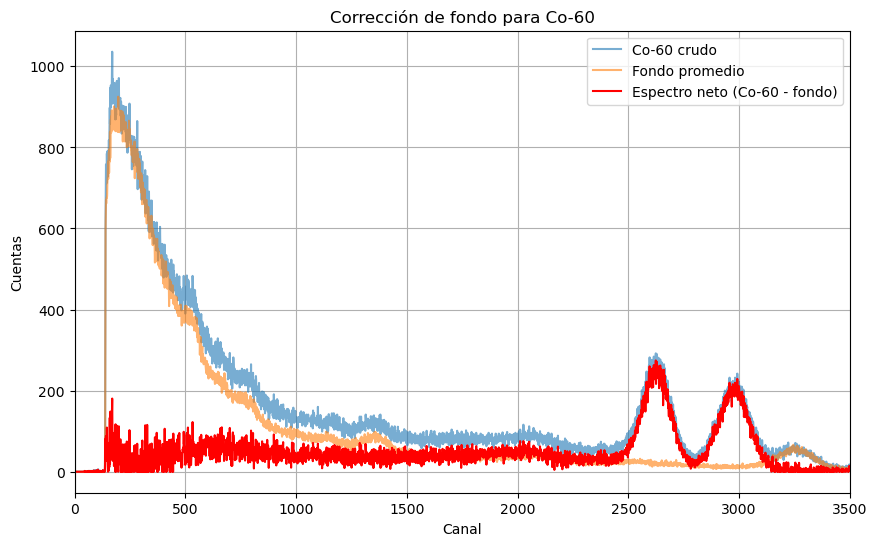 Corrección de fondo para Co-60
Co-60 crudo
Fondo promedio
Espectro neto (Co-60 - fondo)
Cuentas
1000
800
600
400
200
0
0 500 1000 1500 2000 2500 3000 3500
Canal